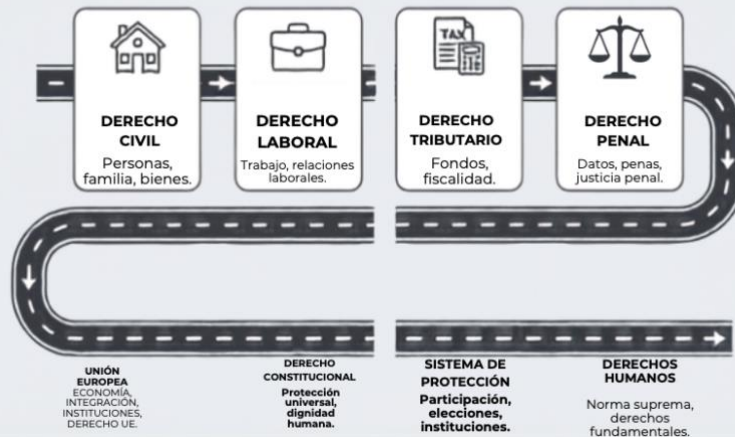 DERECHO
CIVIL
Personas,
familia, bienes.
DERECHO
LABORAL
Trabajo, relaciones
laborales.
TAX
DERECHO
TRIBUTARIO
Fondos,
fiscalidad.
DERECHO
PENAL
Datos, penas,
justicia penal.
UNIÓN
EUROPEA
ECONOMÍA,
INTEGRACIÓN,
INSTITUCIONES,
DERECHO UE.
DERECHO
CONSTITUCIONAL
Protección
universal,
dignidad
humana.
SISTEMA DE
PROTECCIÓN
Participación,
elecciones,
instituciones.
DERECHOS
HUMANOS
Norma suprema,
derechos
fundamentales.